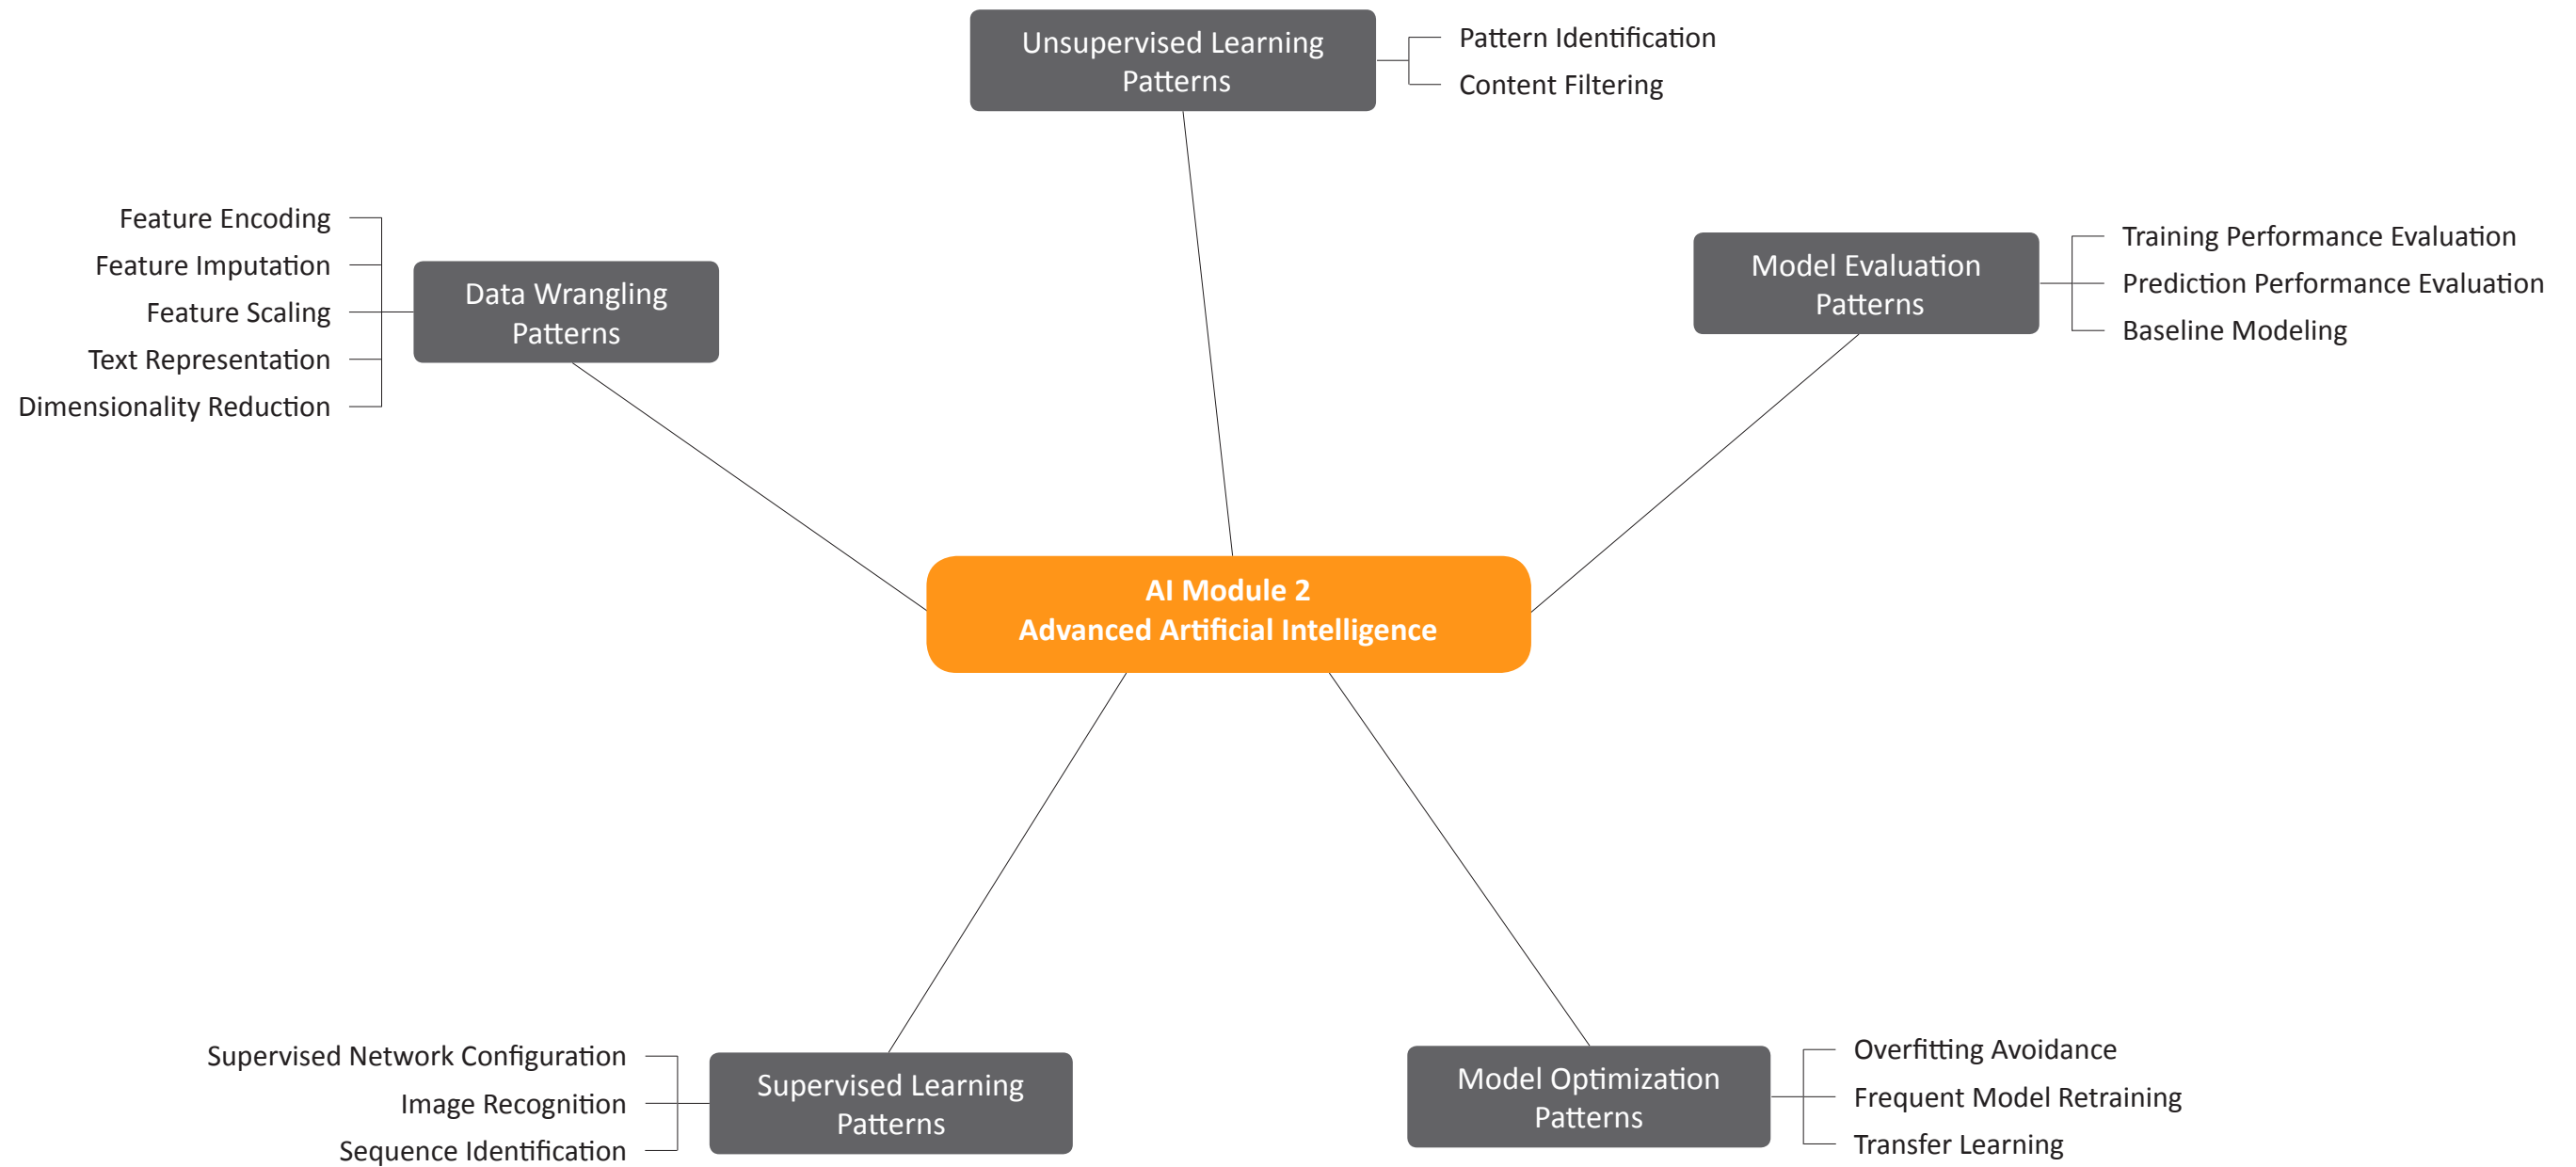 Unsupervised Learning
Patterns
Pattern Identification
Content Filtering
Feature Encoding
Feature Imputation
Feature Scaling
Text Representation
Dimensionality Reduction
Data Wrangling
Patterns
Model Evaluation
Patterns
Training Performance Evaluation
Prediction Performance Evaluation
Baseline Modeling
AI Module 2
Advanced Artificial Intelligence
Supervised Network Configuration
Image Recognition
Sequence Identification
Supervised Learning
Patterns
Model Optimization
Patterns
Overfitting Avoidance
Frequent Model Retraining
Transfer Learning